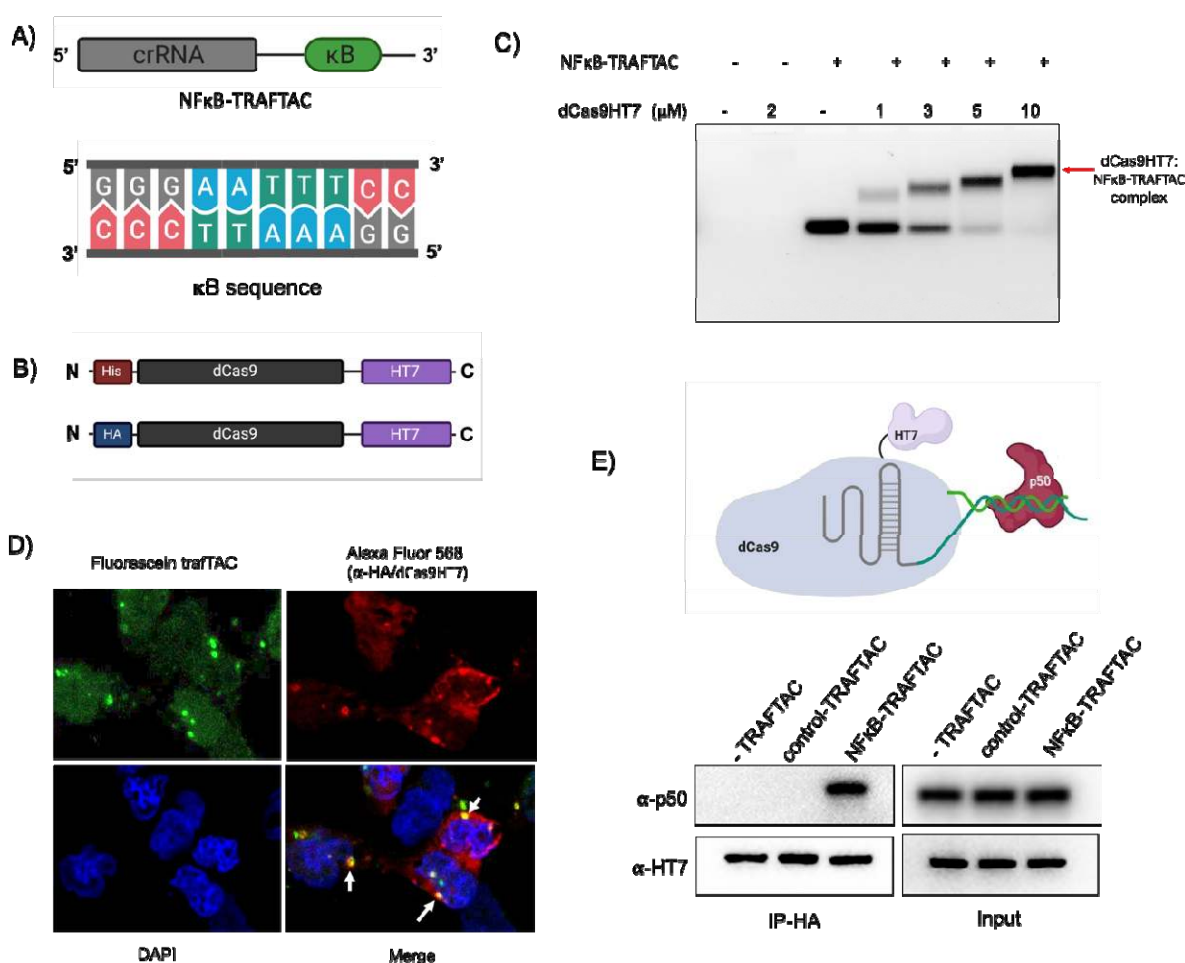 A)
5’ crRNA κB 3’
NFκB-TRAFTAC
5’ 3’
G G G A A T T T C C
C C C T T A A A G G
3’ 5’
κB sequence
B)
N His dCas9 HT7 C
N HA dCas9 HT7 C
C)
NFκB-TRAFTAC - - + + + + +
dCas9HT7 (µM) - 2 - 1 3 5 10
dCas9HT7:
NFκB-TRAFTAC
complex
D)
Fluorescein trafTAC
Alexa Fluor 568
(α-HA/dCas9HT7)
DAPI
Merge
E)
HT7
p50
dCas9
- TRAFTAC
control-TRAFTAC
NFκB-TRAFTAC
- TRAFTAC
control-TRAFTAC
NFκB-TRAFTAC
α-p50
α-HT7
IP-HA
Input